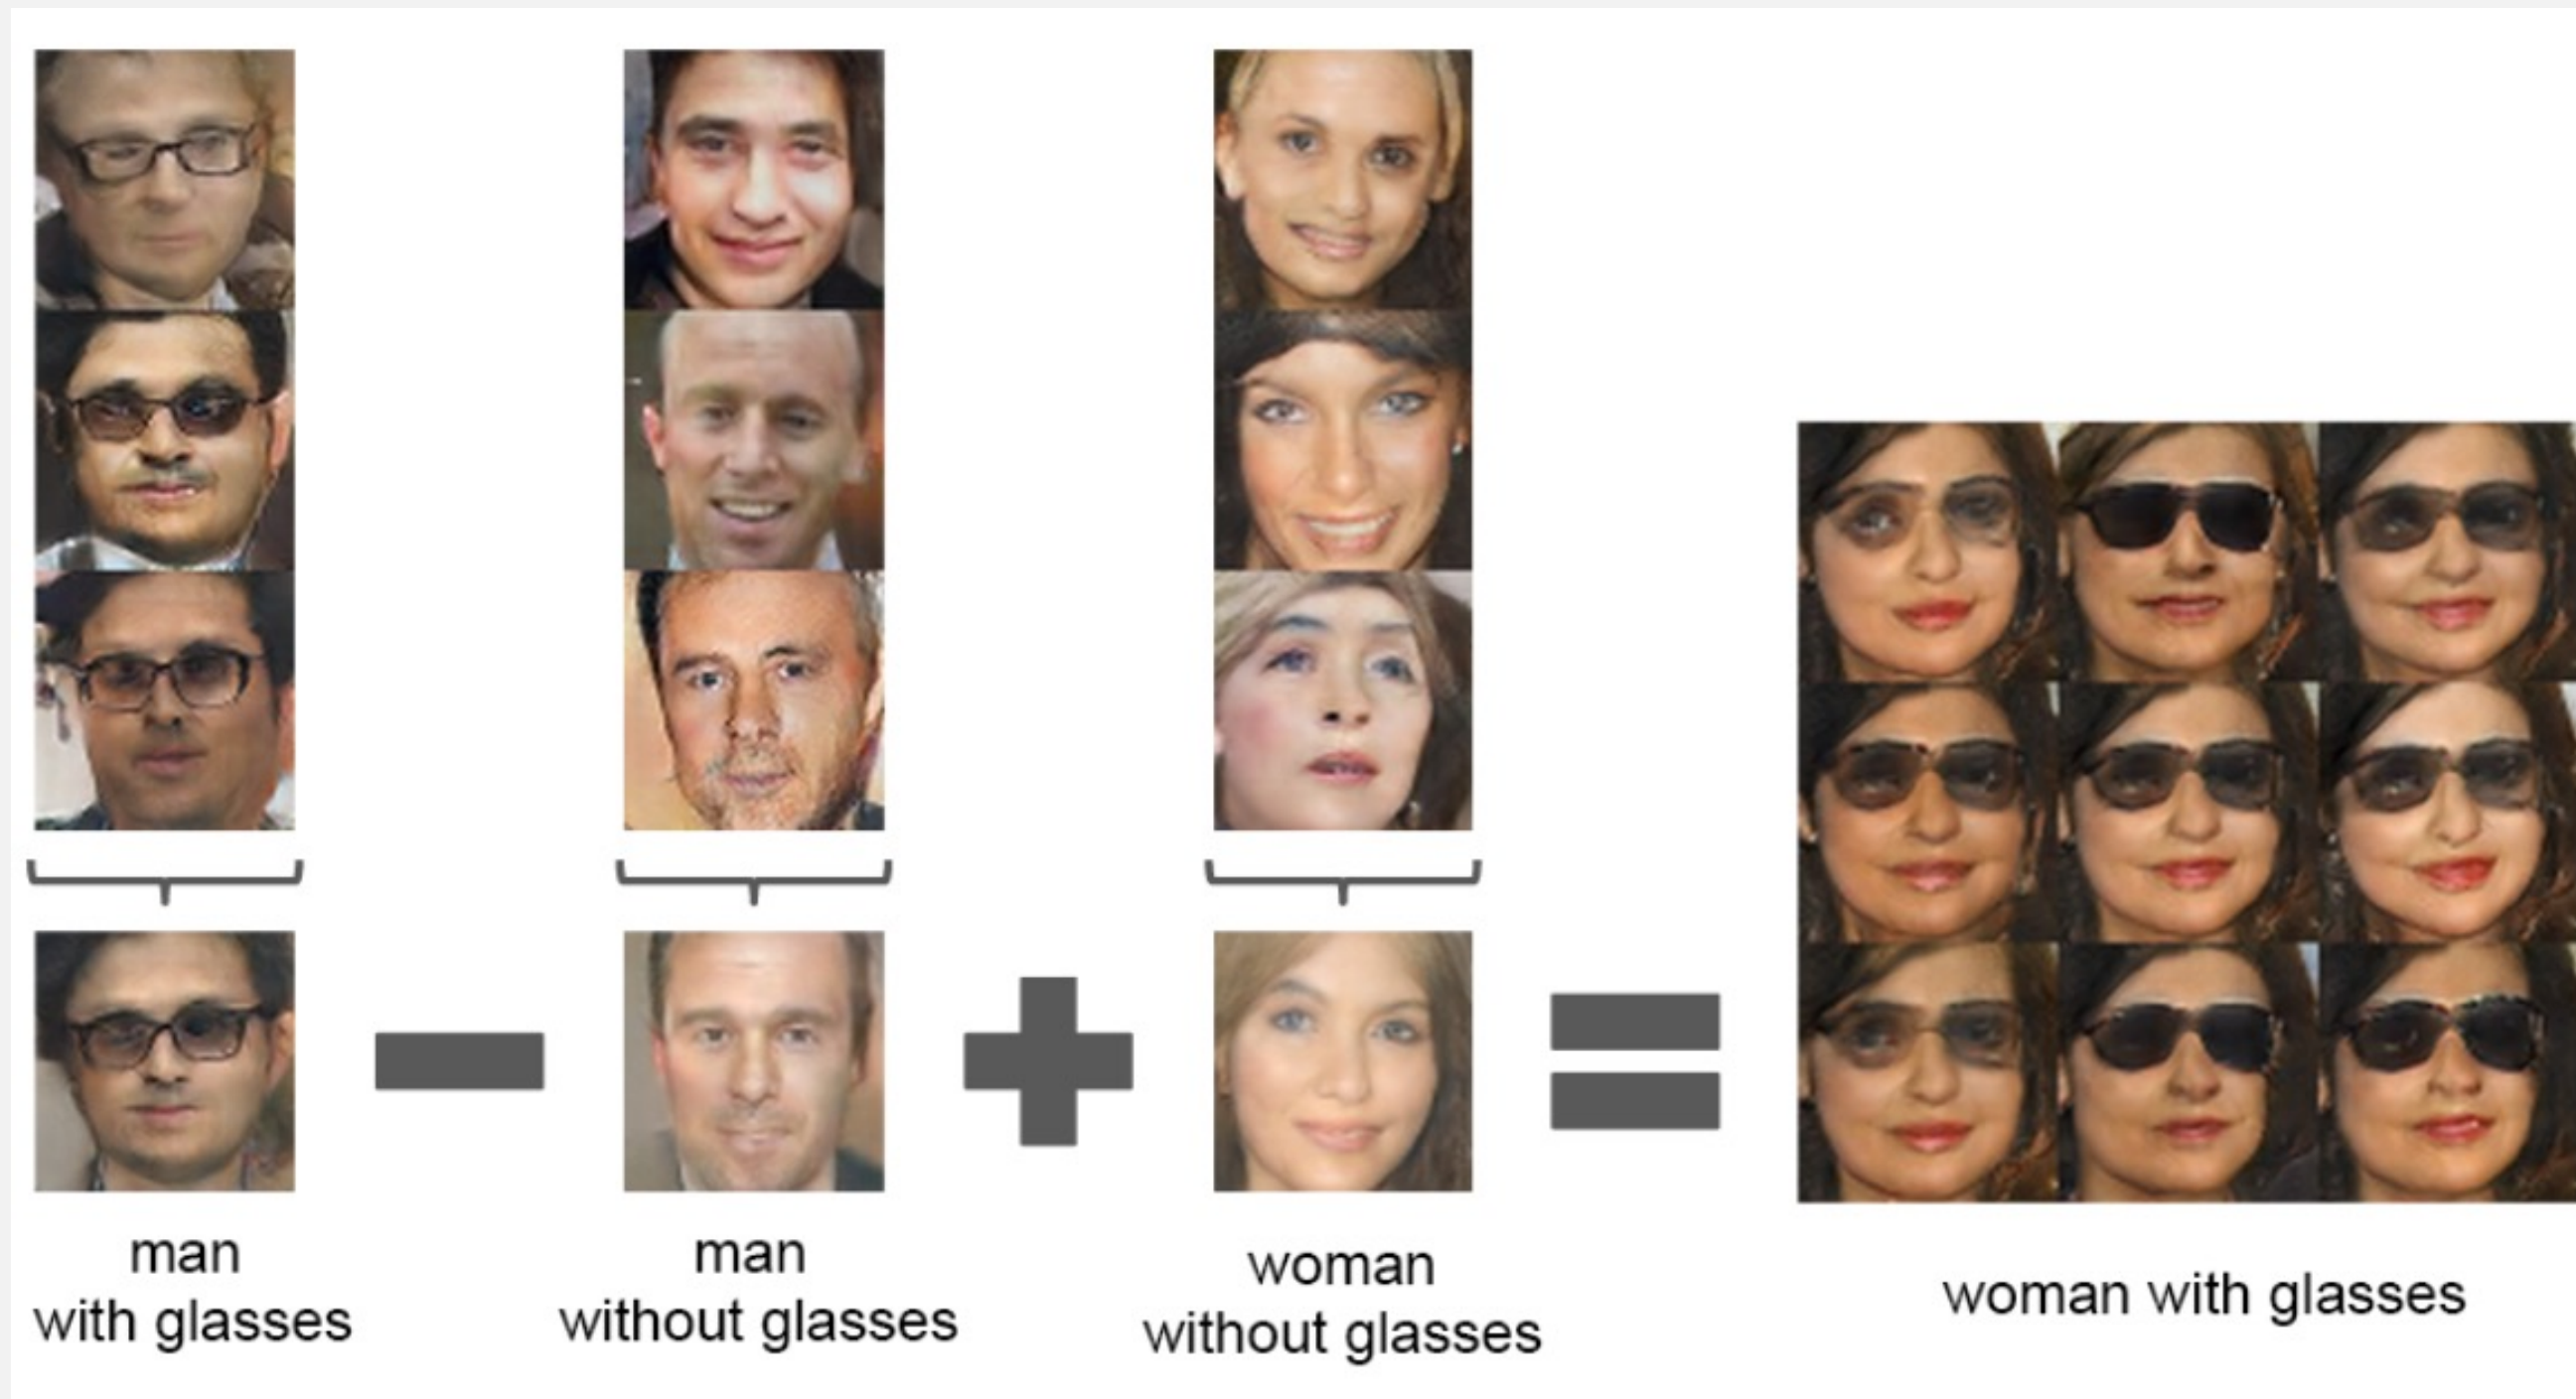 man
with glasses
man
without glasses
woman
without glasses
woman with glasses